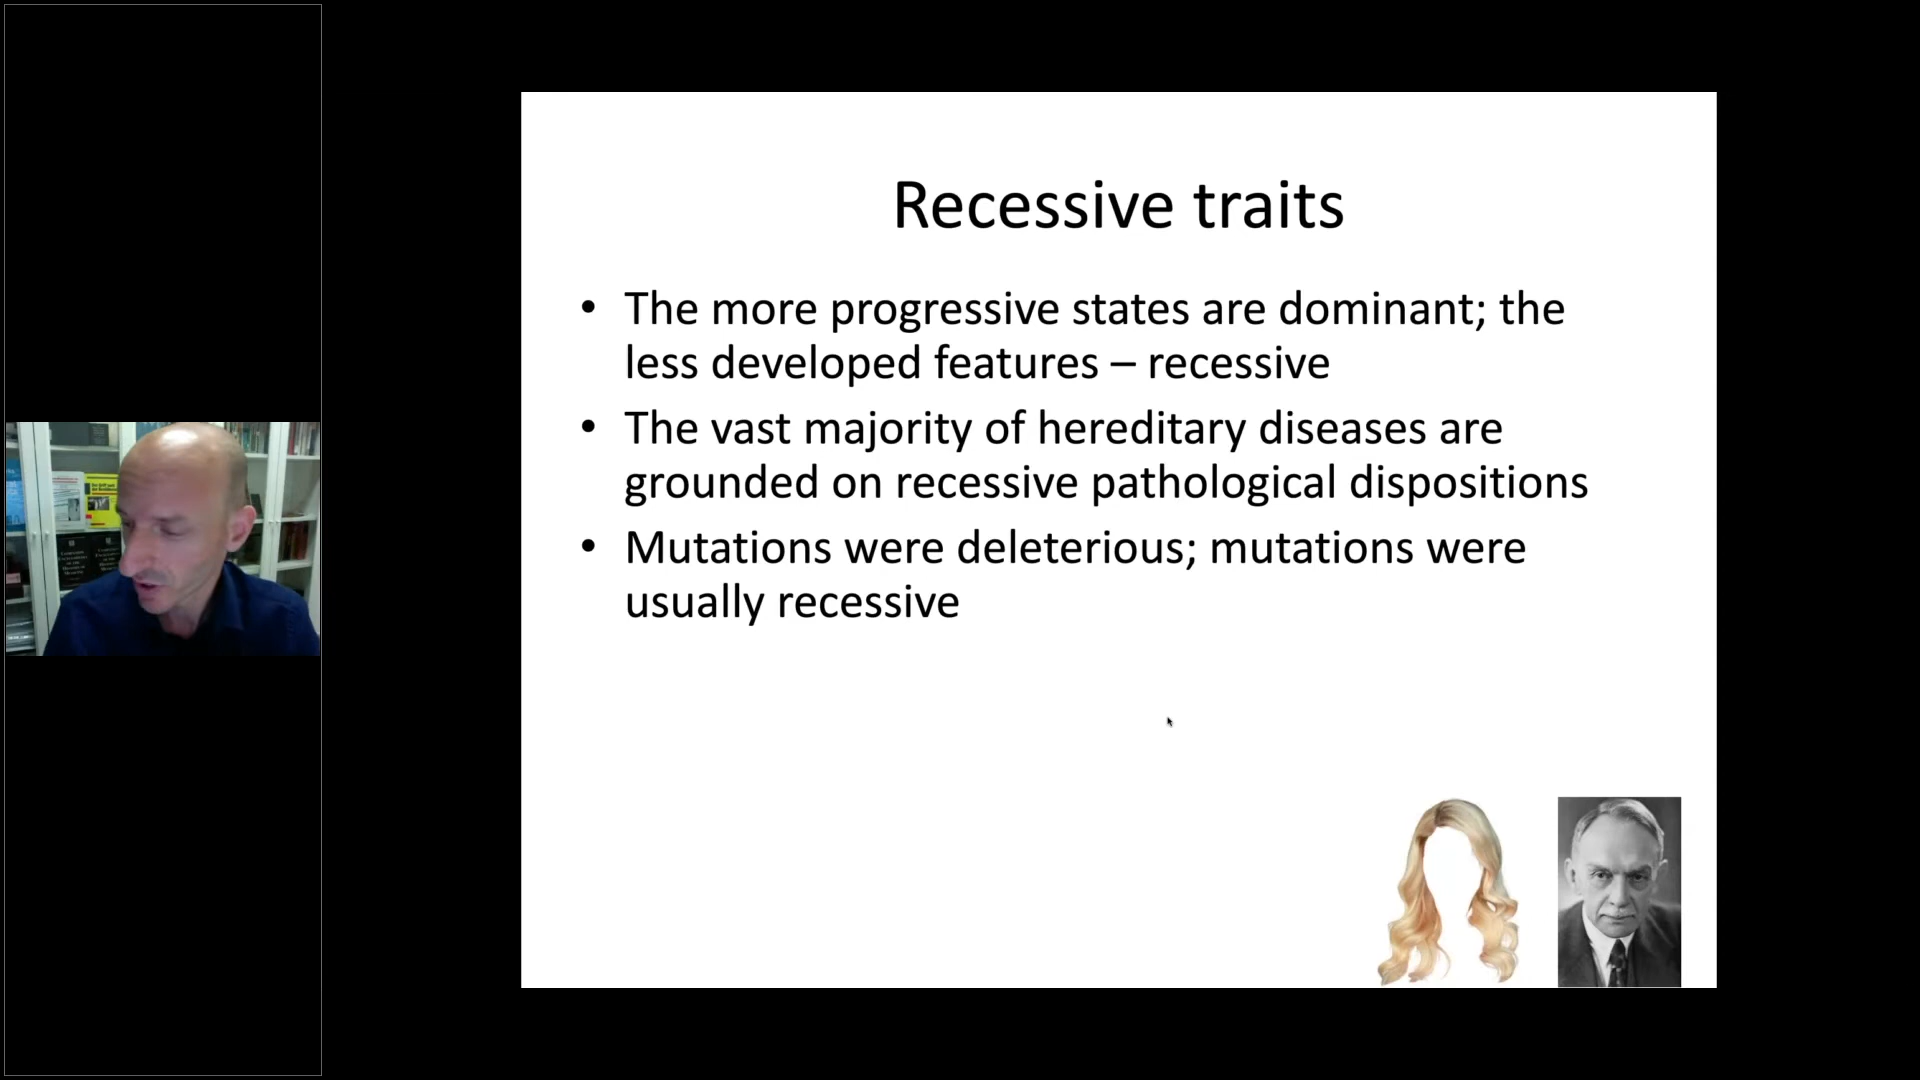 Recessive traits
• The more progressive states are dominant; the
less developed features – recessive
• The vast majority of hereditary diseases are
grounded on recessive pathological dispositions
• Mutations were deleterious; mutations were
usually recessive